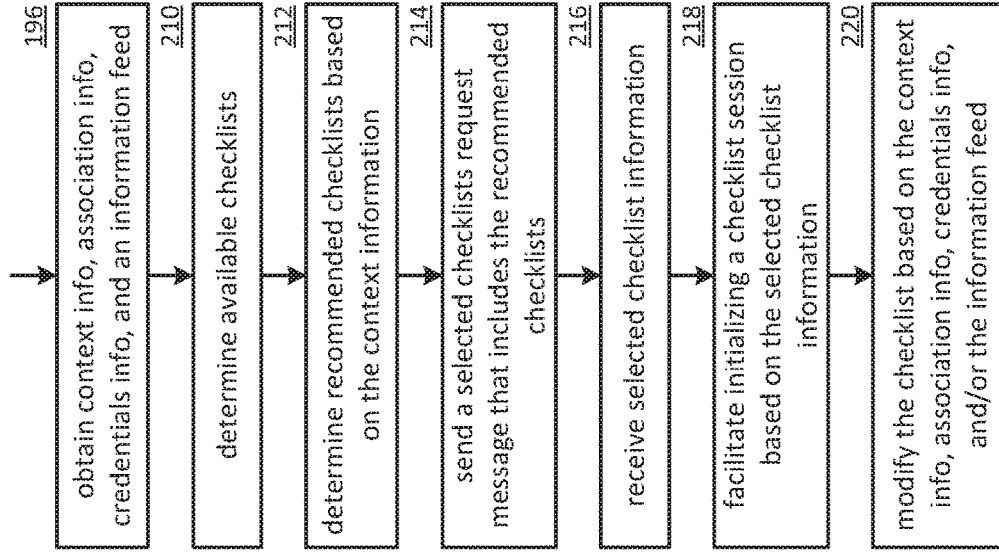 196
obtain context info, association info,
credentials info, and an information feed
210
determine available checklists
212
determine recommended checklists based
on the context information
214
send a selected checklists request
message that includes the recommended
checklists
216
receive selected checklist information
218
facilitate initializing a checklist session
based on the selected checklist
information
220
modify the checklist based on the context
info, association info, credentials info,
and/or the information feed